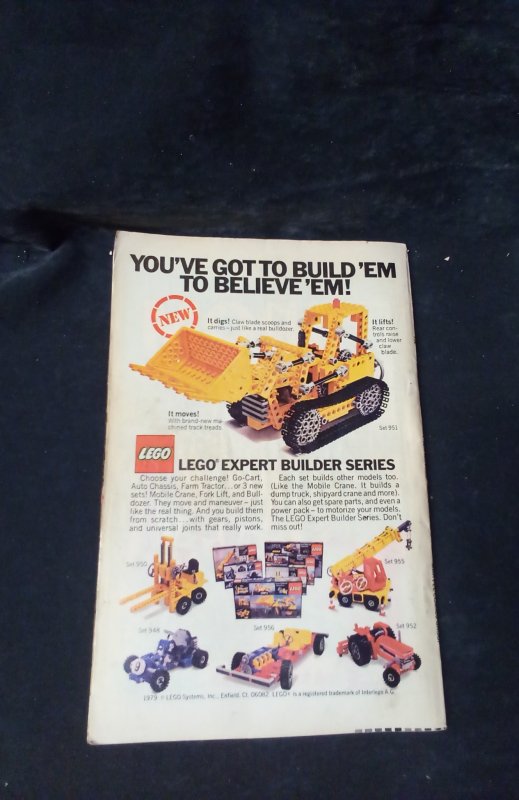 YOU'VE GOT TO BUILD 'EM
TO BELIEVE 'EM!
NEW
It digs! Claw blade scoops and
carries – just like a real bulldozer.
It lifts!
Rear con-
trols raise
and lower
claw
blade.
It moves!
With brand-new ma-
chined track treads.
Set 951
LEGO
LEGO® EXPERT BUILDER SERIES
Choose your challenge! Go-Cart,
Auto Chassis, Farm Tractor... or 3 new
sets! Mobile Crane, Fork Lift, and Bull-
dozer. They move and maneuver – just
like the real thing. And you build them
from scratch...with gears, pistons,
and universal joints that really work.
Each set builds other models too.
(Like the Mobile Crane. It builds a
dump truck, shipyard crane and more).
You can also get spare parts, and even a
power pack – to motorize your models.
The LEGO Expert Builder Series. Don't
miss out!
Set 950
Set 955
Set 948
Set 956
Set 952
1979 © LEGO Systems, Inc., Enfield, Ct. 06082 LEGO® is a registered trademark of Interlego A.G.